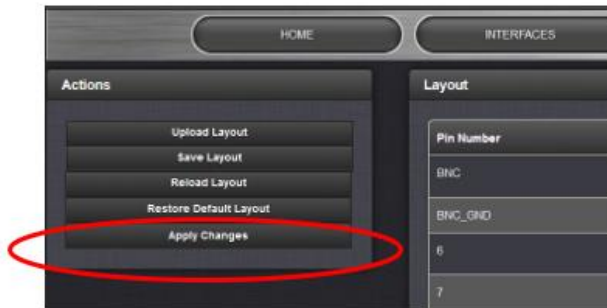 HOME
INTERFACES
Actions
Upload Layout
Save Layout
Reload Layout
Restore Default Layout
Apply Changes
Layout
Pin Number
BNC
BNC_GND
6
7